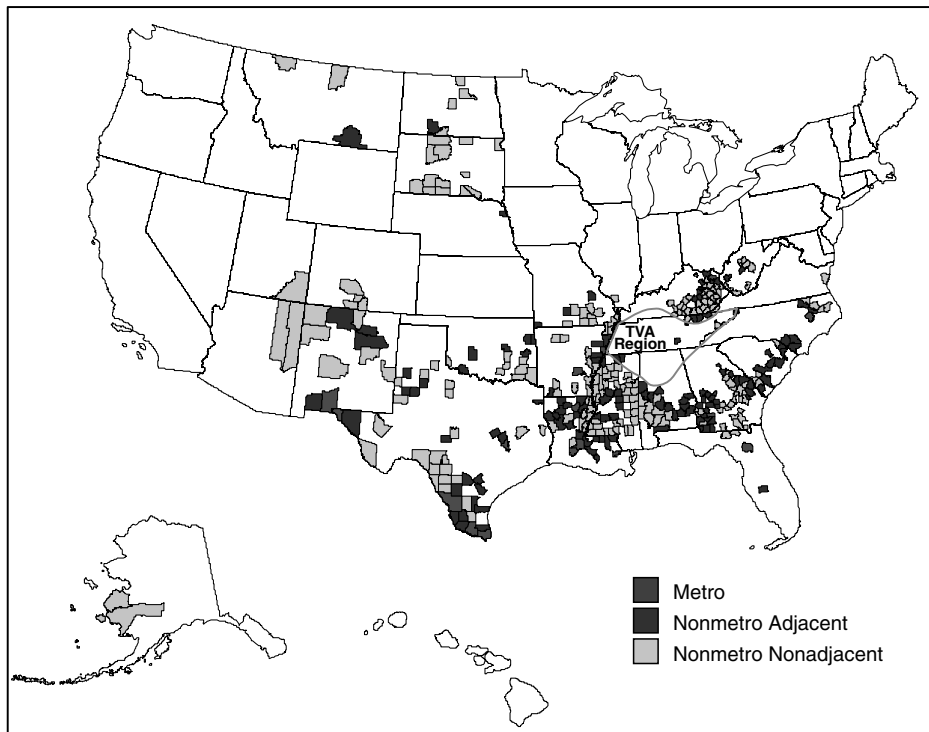 TVA
Region
Metro
Nonmetro Adjacent
Nonmetro Nonadjacent